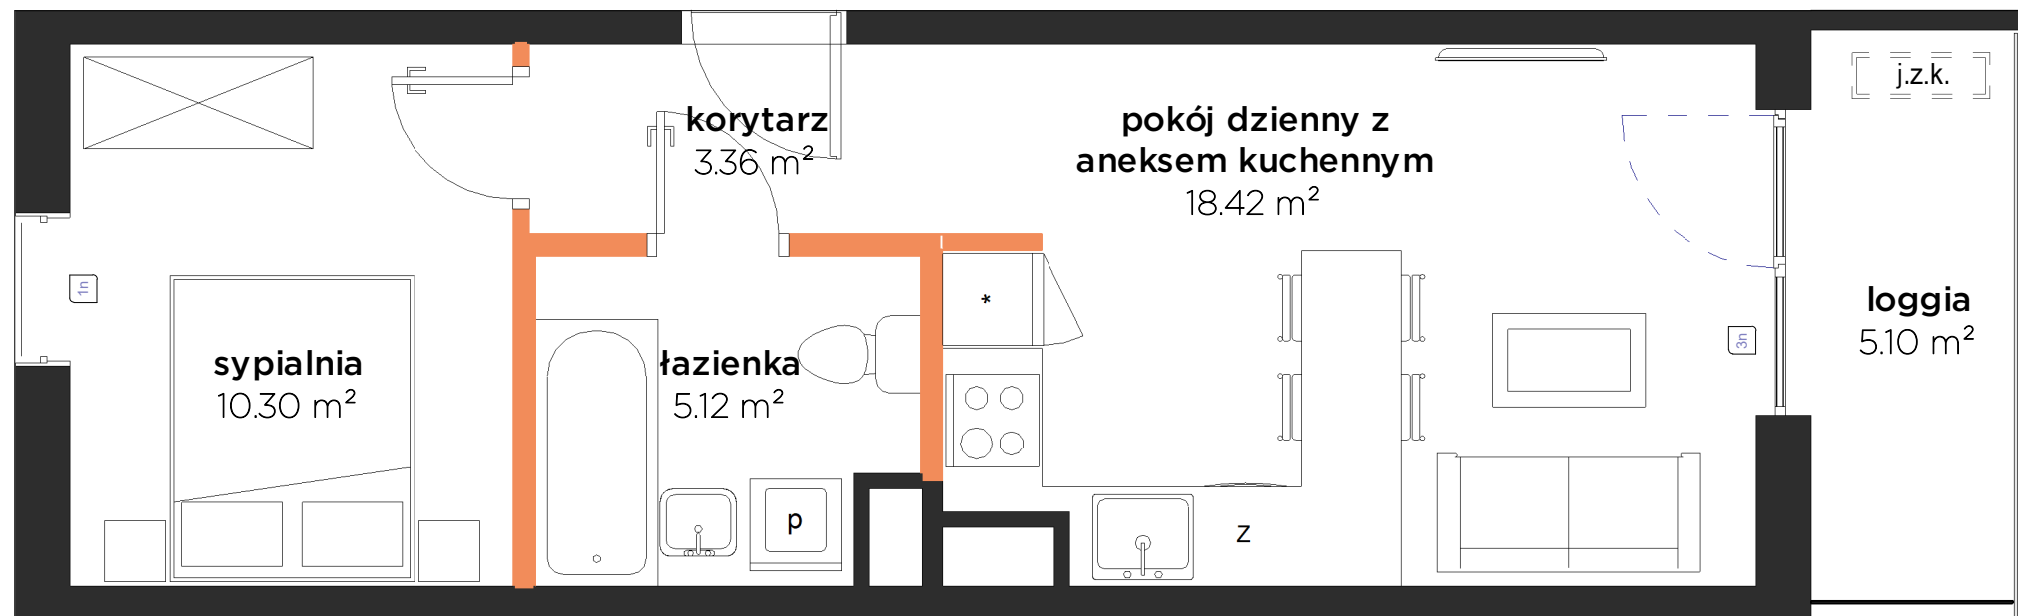 j.z.k.
korytarz
3.36 m²
pokój dzienny z
aneksem kuchennym
18.42 m²
1n
*
loggia
5.10 m²
3n
sypialnia
10.30 m²
łazienka
5.12 m²
p
z